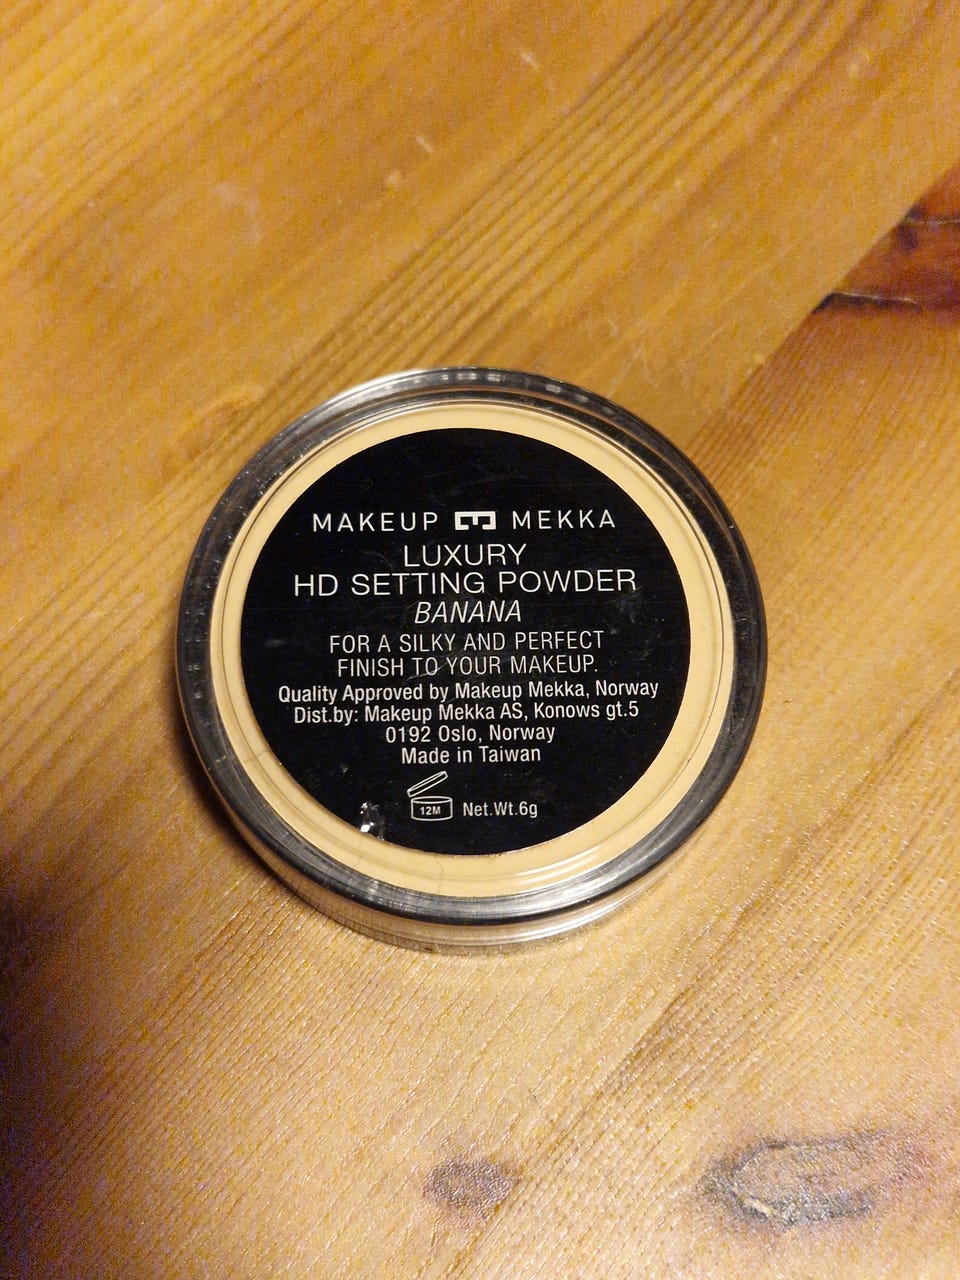 MAKEUP MEKKA
LUXURY
HD SETTING POWDER
BANANA
FOR A SILKY AND PERFECT
FINISH TO YOUR MAKEUP.
Quality Approved by Makeup Mekka, Norway
Dist.by: Makeup Mekka AS, Konows gt.5
0192 Oslo, Norway
Made in Taiwan
12M Net.Wt.6g